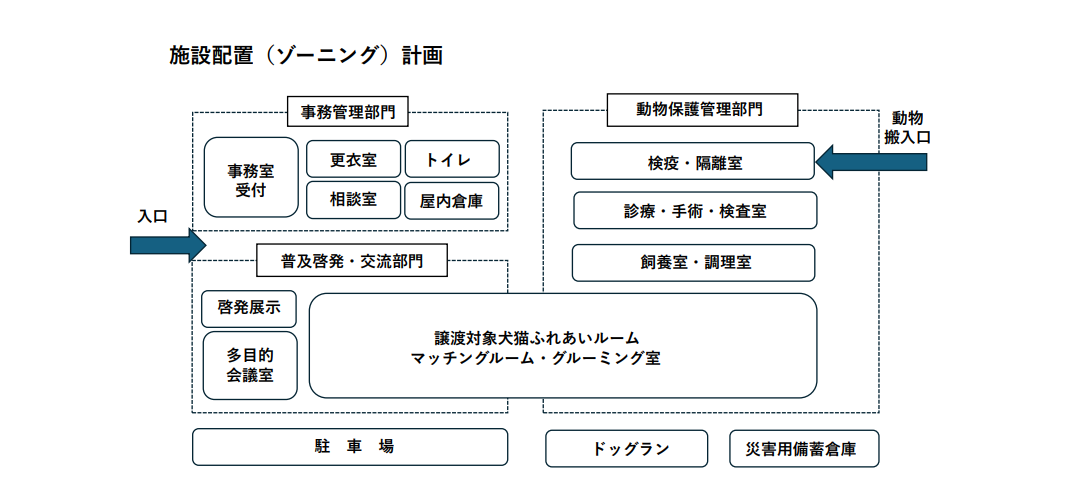 施設配置（ゾーニング）計画
事務管理部門
事務室
受付
更衣室
トイレ
相談室
屋内倉庫
入口
普及啓発・交流部門
啓発展示
多目的
会議室
動物保護管理部門
動物
搬入口
検疫・隔離室
診療・手術・検査室
飼養室・調理室
譲渡対象犬猫ふれあいルーム
マッチングルーム・グルーミング室
駐　車　場
ドッグラン
災害用備蓄倉庫